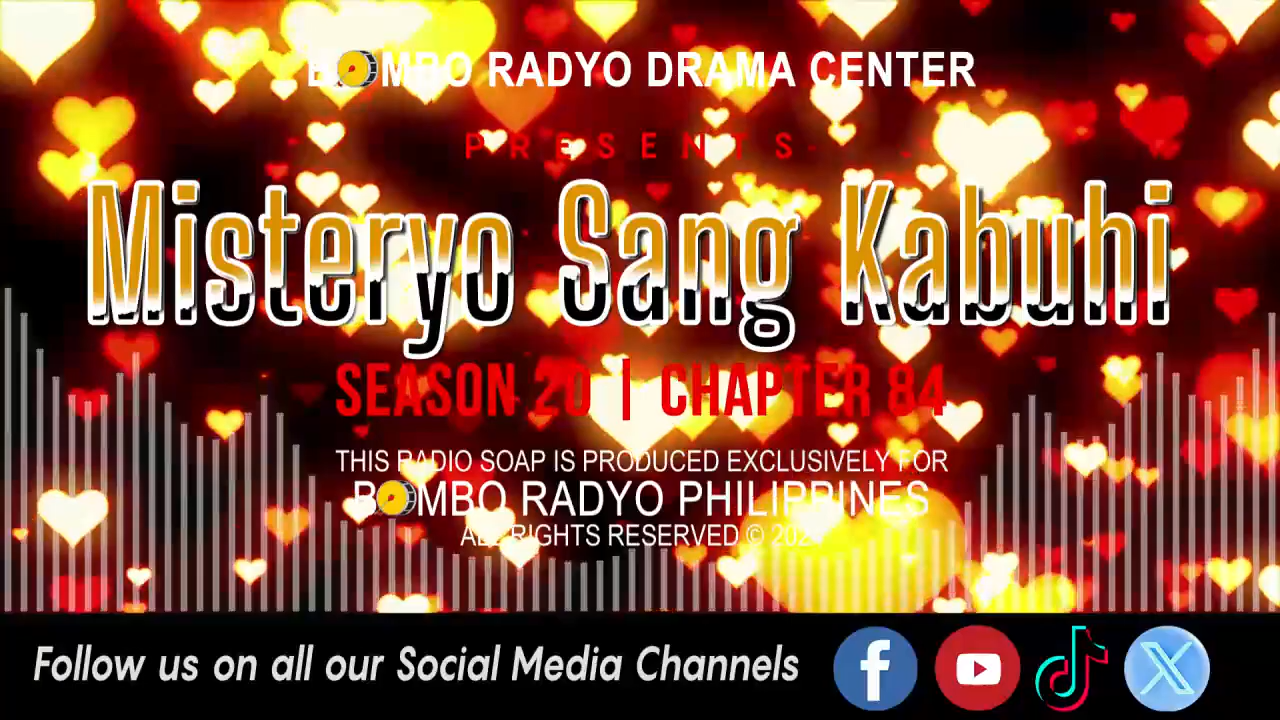 BOMBO RADYO DRAMA CENTER
PRESENTS
Misteryo Sang Kabuhi
SEASON 20 | CHAPTER 84
THIS RADIO SOAP IS PRODUCED EXCLUSIVELY FOR
BOMBO RADYO PHILIPPINES
ALL RIGHTS RESERVED ©
Follow us on all our Social Media Channels